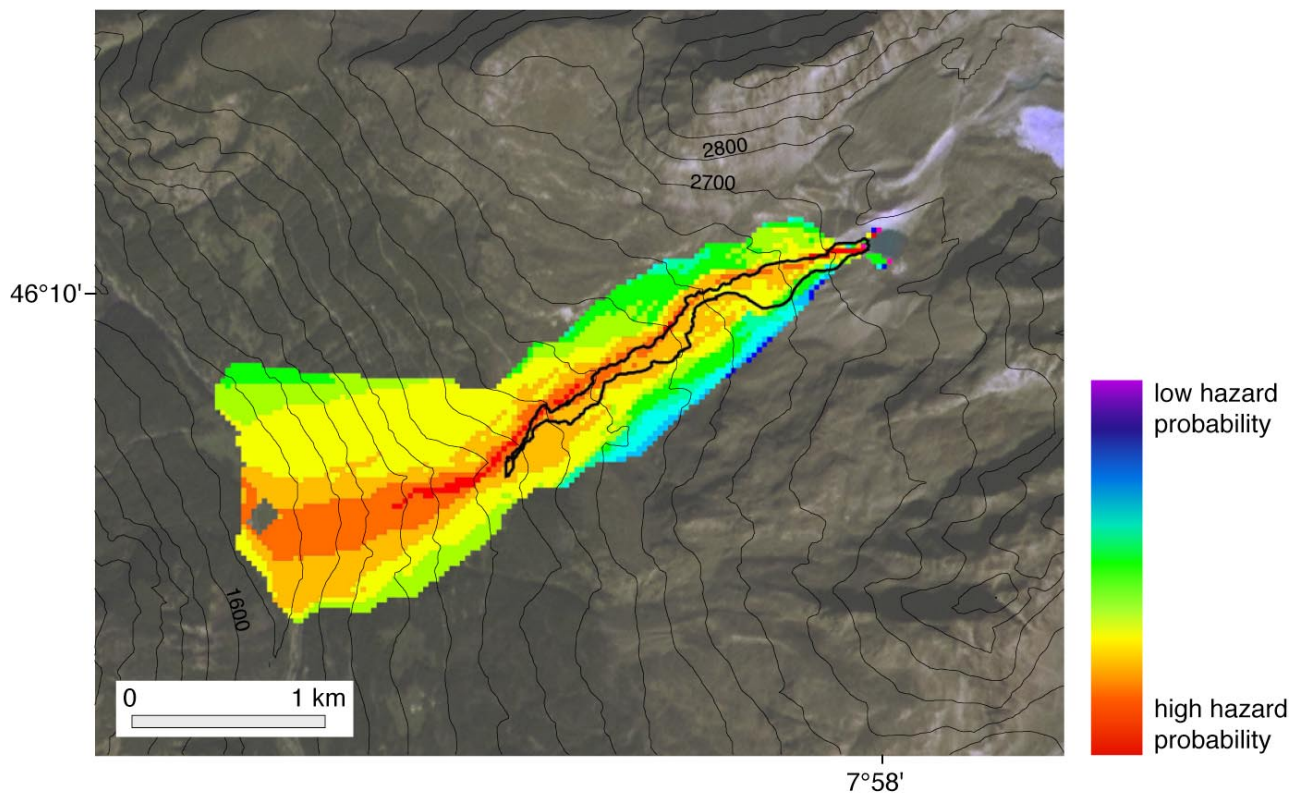 2800
2700
46°10'
low hazard
probability
1600
0 1 km
high hazard
probability
7°58'